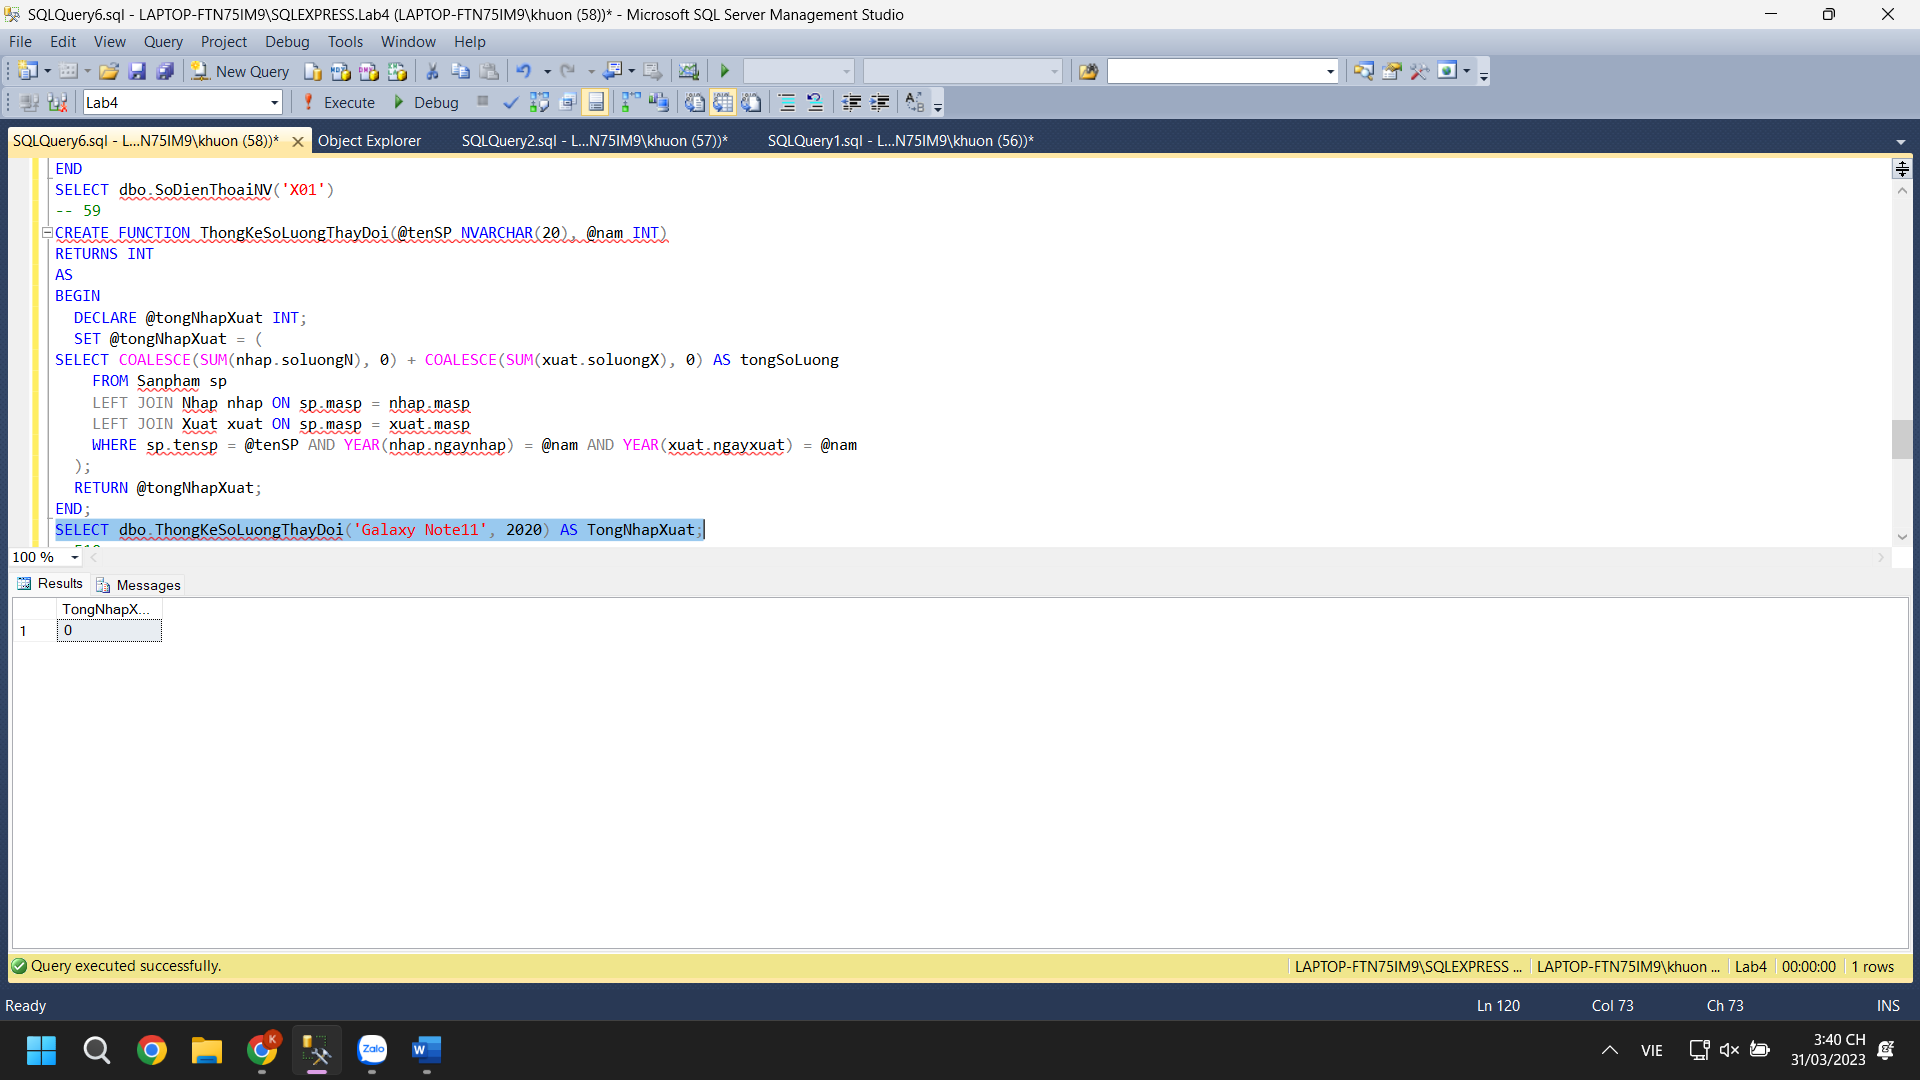 SQLQuery6.sql - LAPTOP-FTN75IM9\SQLEXPRESS.Lab4 (LAPTOP-FTN75IM9\khuon (58))* - Microsoft SQL Server Management Studio
File Edit View Query Project Debug Tools Window Help
New Query
Lab4 Execute Debug
SQLQuery6.sql - L...N75IM9\khuon (58))* Object Explorer SQLQuery2.sql - L...N75IM9\khuon (57))* SQLQuery1.sql - L...N75IM9\khuon (56))*
END
SELECT dbo.SoDienThoaiNV('X01')
-- 59
CREATE FUNCTION ThongKeSoLuongThayDoi(@tenSP NVARCHAR(20), @nam INT)
RETURNS INT
AS
BEGIN
DECLARE @tongNhapXuat INT;
SET @tongNhapXuat = (
SELECT COALESCE(SUM(nhap.soluongN), 0) + COALESCE(SUM(xuat.soluongX), 0) AS tongSoLuong
FROM Sanpham sp
LEFT JOIN Nhap nhap ON sp.masp = nhap.masp
LEFT JOIN Xuat xuat ON sp.masp = xuat.masp
WHERE sp.tensp = @tenSP AND YEAR(nhap.ngaynhap) = @nam AND YEAR(xuat.ngayxuat) = @nam
);
RETURN @tongNhapXuat;
END;
SELECT dbo.ThongKeSoLuongThayDoi('Galaxy Note11', 2020) AS TongNhapXuat;
100 %
Results Messages
TongNhapX...
1 0
Query executed successfully. LAPTOP-FTN75IM9\SQLEXPRESS ... LAPTOP-FTN75IM9\khuon ... Lab4 00:00:00 1 rows
Ready Ln 120 Col 73 Ch 73 INS
K Zalo W VIE 3:40 CH
31/03/2023